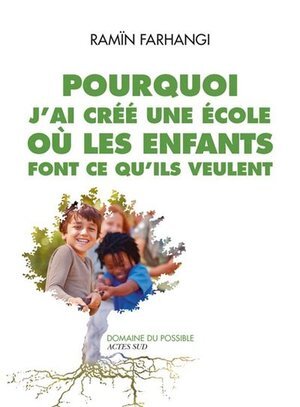 RAMÏN FARHANGI
POURQUOI
J'AI CRÉÉ UNE ÉCOLE
OÙ LES ENFANTS
FONT CE QU'ILS VEULENT
DOMAINE DU POSSIBLE
ACTES SUD